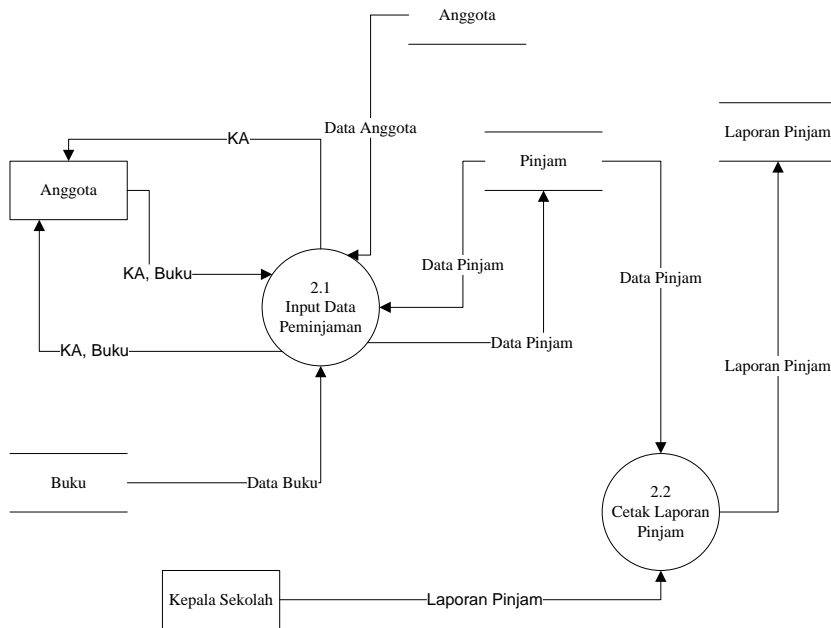 Anggota
Data Anggota
KA
Laporan Pinjam
Pinjam
Anggota
KA, Buku
Data Pinjam
Data Pinjam
2.1
Input Data
Peminjaman
Data Pinjam
KA, Buku
Laporan Pinjam
Buku
Data Buku
2.2
Cetak Laporan
Pinjam
Kepala Sekolah
Laporan Pinjam